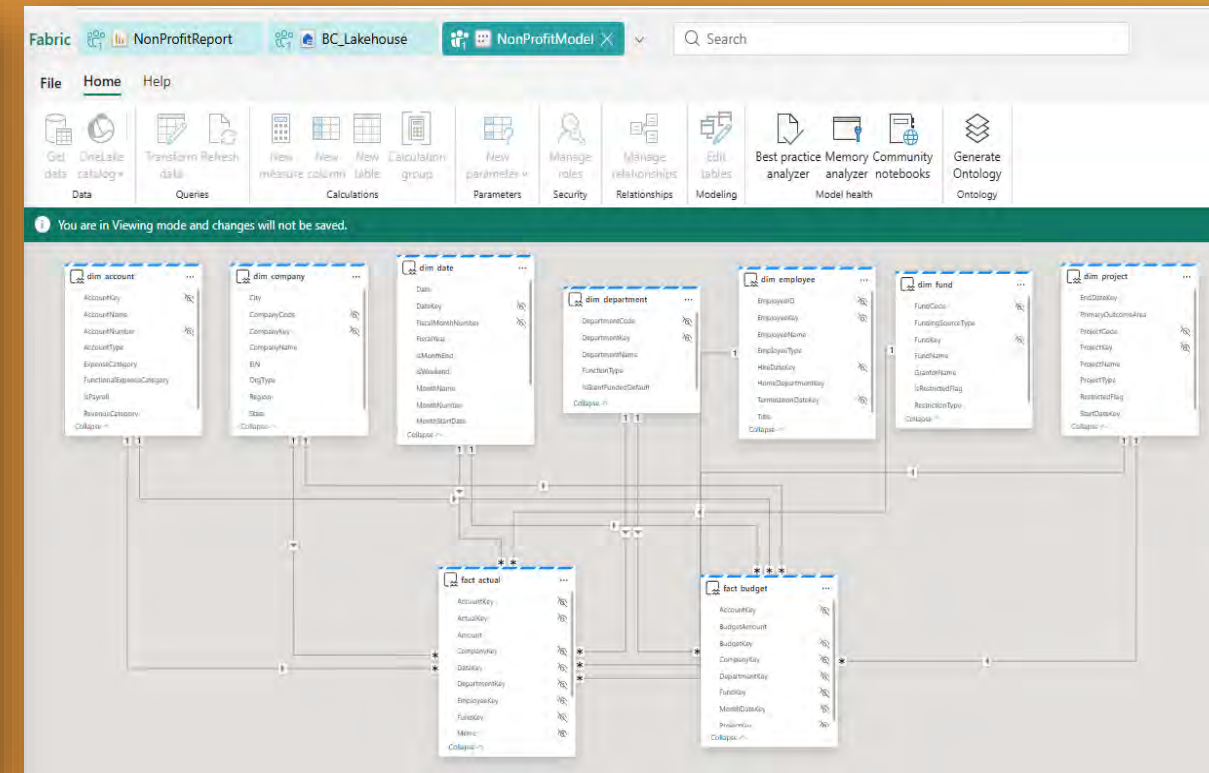 Fabric NonProfitReport BC_Lakehouse NonProfitModel Search
File Home Help
Get data OneLake catalog Transform data Refresh New measure New column New table Calculation group New parameter Manage roles Manage relationships Edit tables Best practice analyzer Memory analyzer Community notebooks Generate Ontology
Data Queries Calculations Parameters Security Relationships Modeling Model health Ontology
You are in Viewing mode and changes will not be saved.
dim_account ...
AccountKey
AccountName
AccountNumber
AccountType
ExpenseCategory
FunctionalExpenseCategory
IsPayroll
RevenueCategory
Collapse
dim_company ...
City
CompanyCode
CompanyKey
CompanyName
EIN
OrgType
Region
State
Collapse
dim_date ...
Date
DateKey
FiscalMonthNumber
FiscalYear
IsMonthEnd
IsWeekend
MonthName
MonthNumber
MonthStartDate
Collapse
dim_department ...
DepartmentCode
DepartmentKey
DepartmentName
FunctionType
IsGrantFundedDefault
Collapse
dim_employee ...
EmployeeID
EmployeeKey
EmployeeName
EmployeeType
HireDateKey
HomeDepartmentKey
TerminationDateKey
Title
Collapse
dim_fund ...
FundCode
FundingSourceType
FundKey
FundName
GrantorName
IsRestrictedFlag
RestrictionType
dim_project ...
EndDateKey
PrimaryOutcomeArea
ProjectCode
ProjectKey
ProjectName
ProjectType
RestrictedFlag
StartDateKey
Collapse
fact_actual ...
AccountKey
ActualKey
Amount
CompanyKey
DateKey
DepartmentKey
EmployeeKey
FundKey
Memo
Collapse
fact_budget ...
AccountKey
BudgetAmount
BudgetKey
CompanyKey
DepartmentKey
FundKey
MonthDateKey
ProjectKey
Collapse